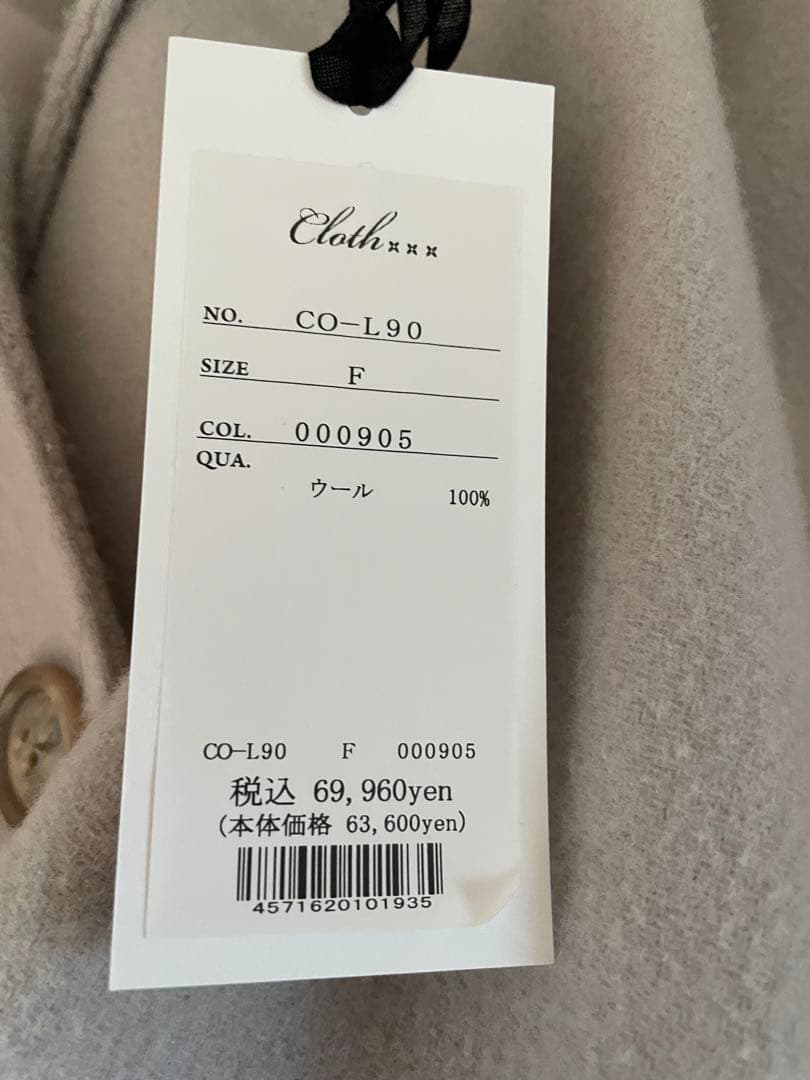 Cloth×××
NO. CO-L90
SIZE F
COL. 000905
QUA.
ウール 100%
CO-L90 F 000905
税込 69,960yen
(本体価格 63,600yen)
4571620101935